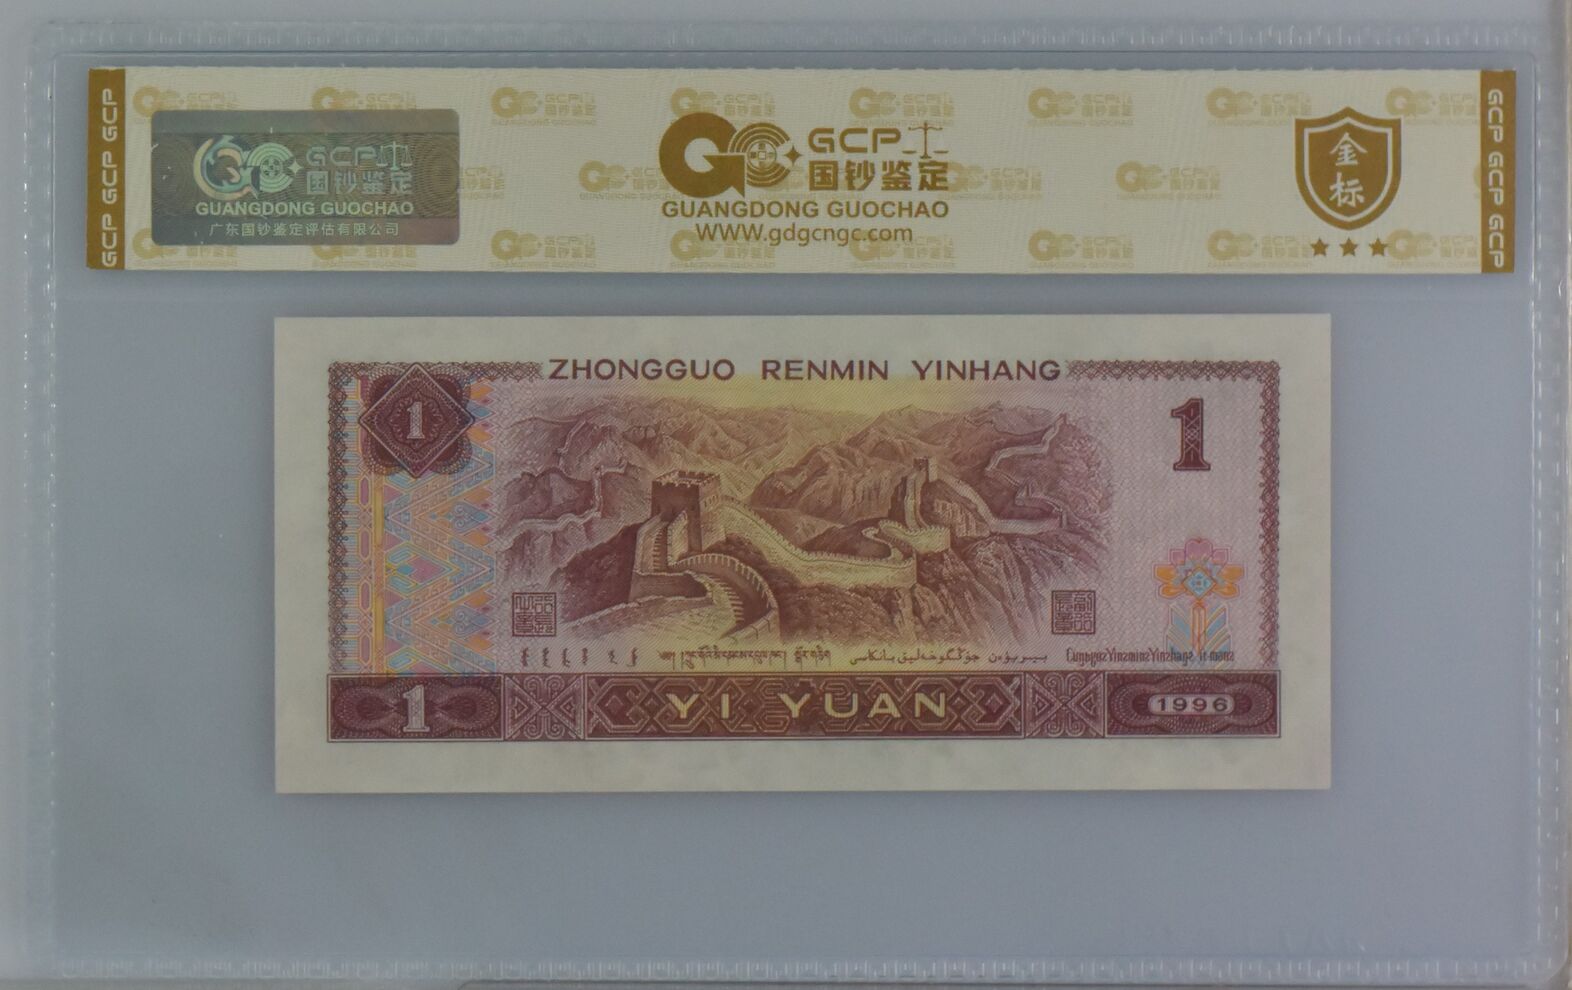 GCP GCP GCP
GCP
国钞鉴定
GUANGDONG GUOCHAO
广东国钞鉴定评估有限公司
GCP
国钞鉴定
GUANGDONG GUOCHAO
WWW.gdgcngc.com
金标
GCP GCP GCP
ZHONGGUO RENMIN YINHANG
1
1
1
YI YUAN
1996